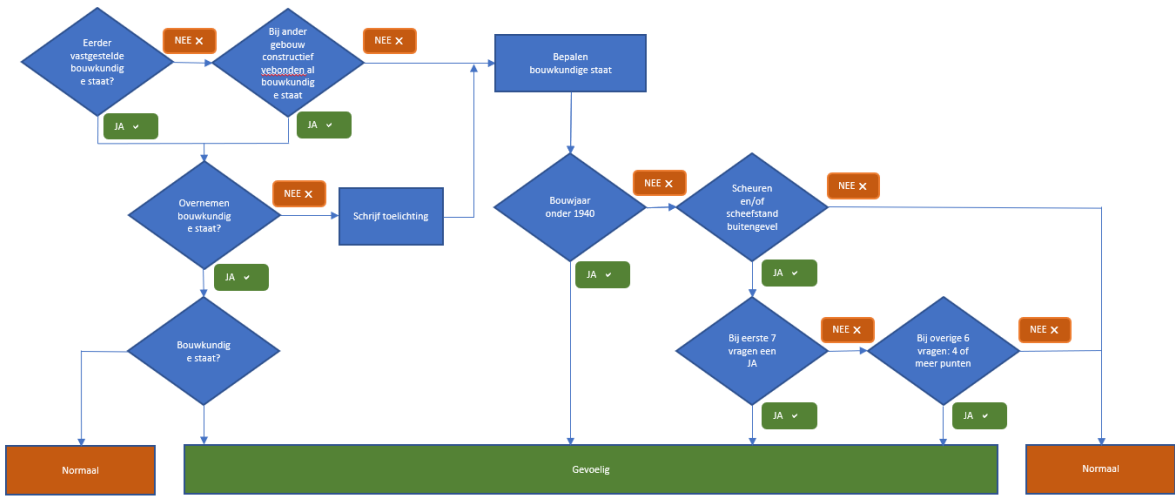 Eerder
vastgestelde
bouwkundig
e staat?
NEE
Bij ander
gebouw
constructief
vebonden al
bouwkundig
e staat
NEE
Bepalen
bouwkundige staat
JA
JA
Overnemen
bouwkundig
e staat?
NEE
Schrijf toelichting
Bouwjaar
onder 1940
NEE
Scheuren
en/of
scheefstand
buitengevel
NEE
JA
JA
JA
Bouwkundig
e staat?
Bij eerste 7
vragen een
JA
NEE
Bij overige 6
vragen: 4 of
meer punten
NEE
JA
JA
Normaal
Gevoelig
Normaal